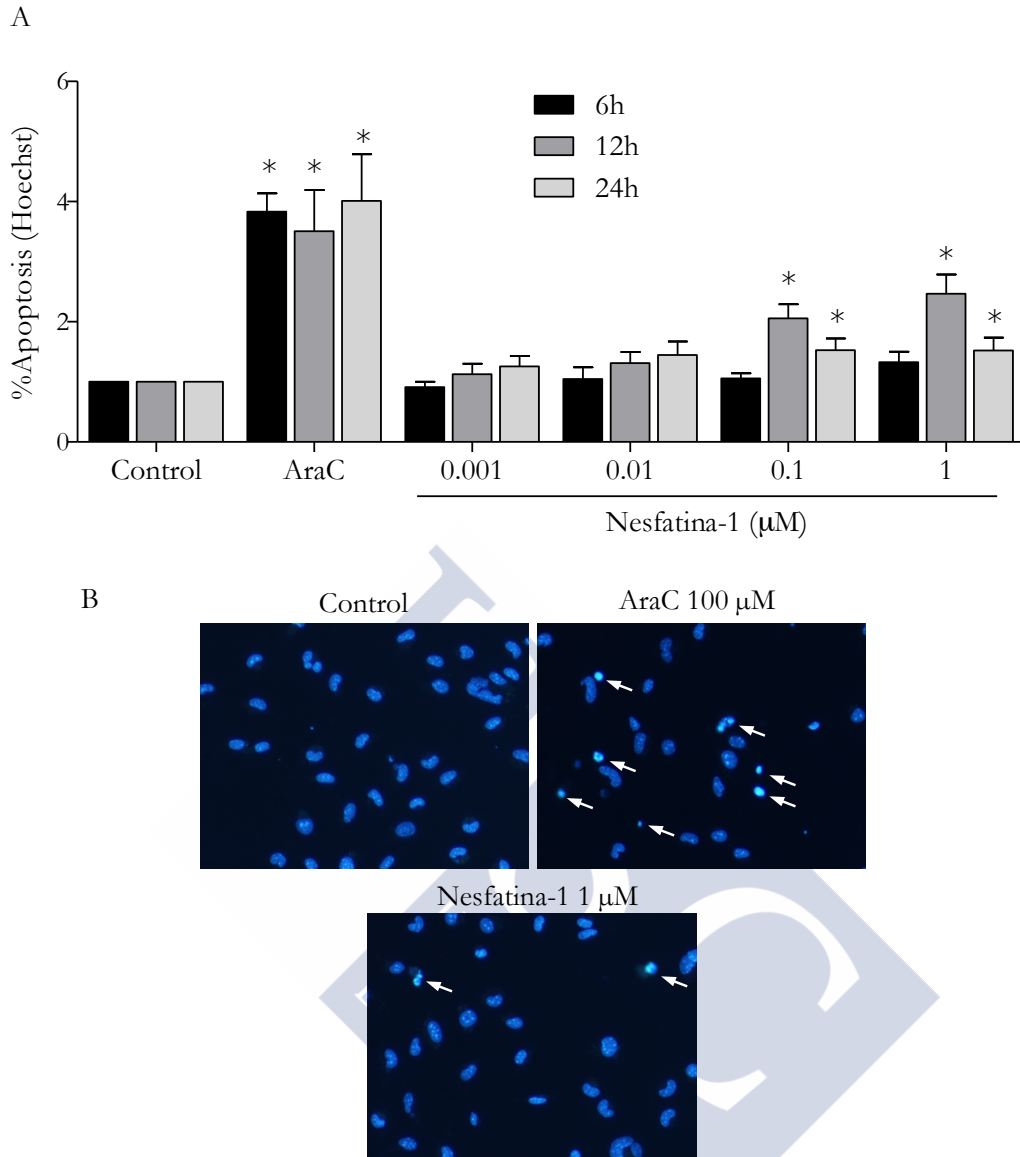 A
%Apoptosis (Hoechst)
6
4
2
0
6h
12h
24h
* * *
* *
* *
Control AraC 0.001 0.01 0.1 1
Nesfatina-1 (μM)
B
Control
AraC 100 μM
Nesfatina-1 1 μM